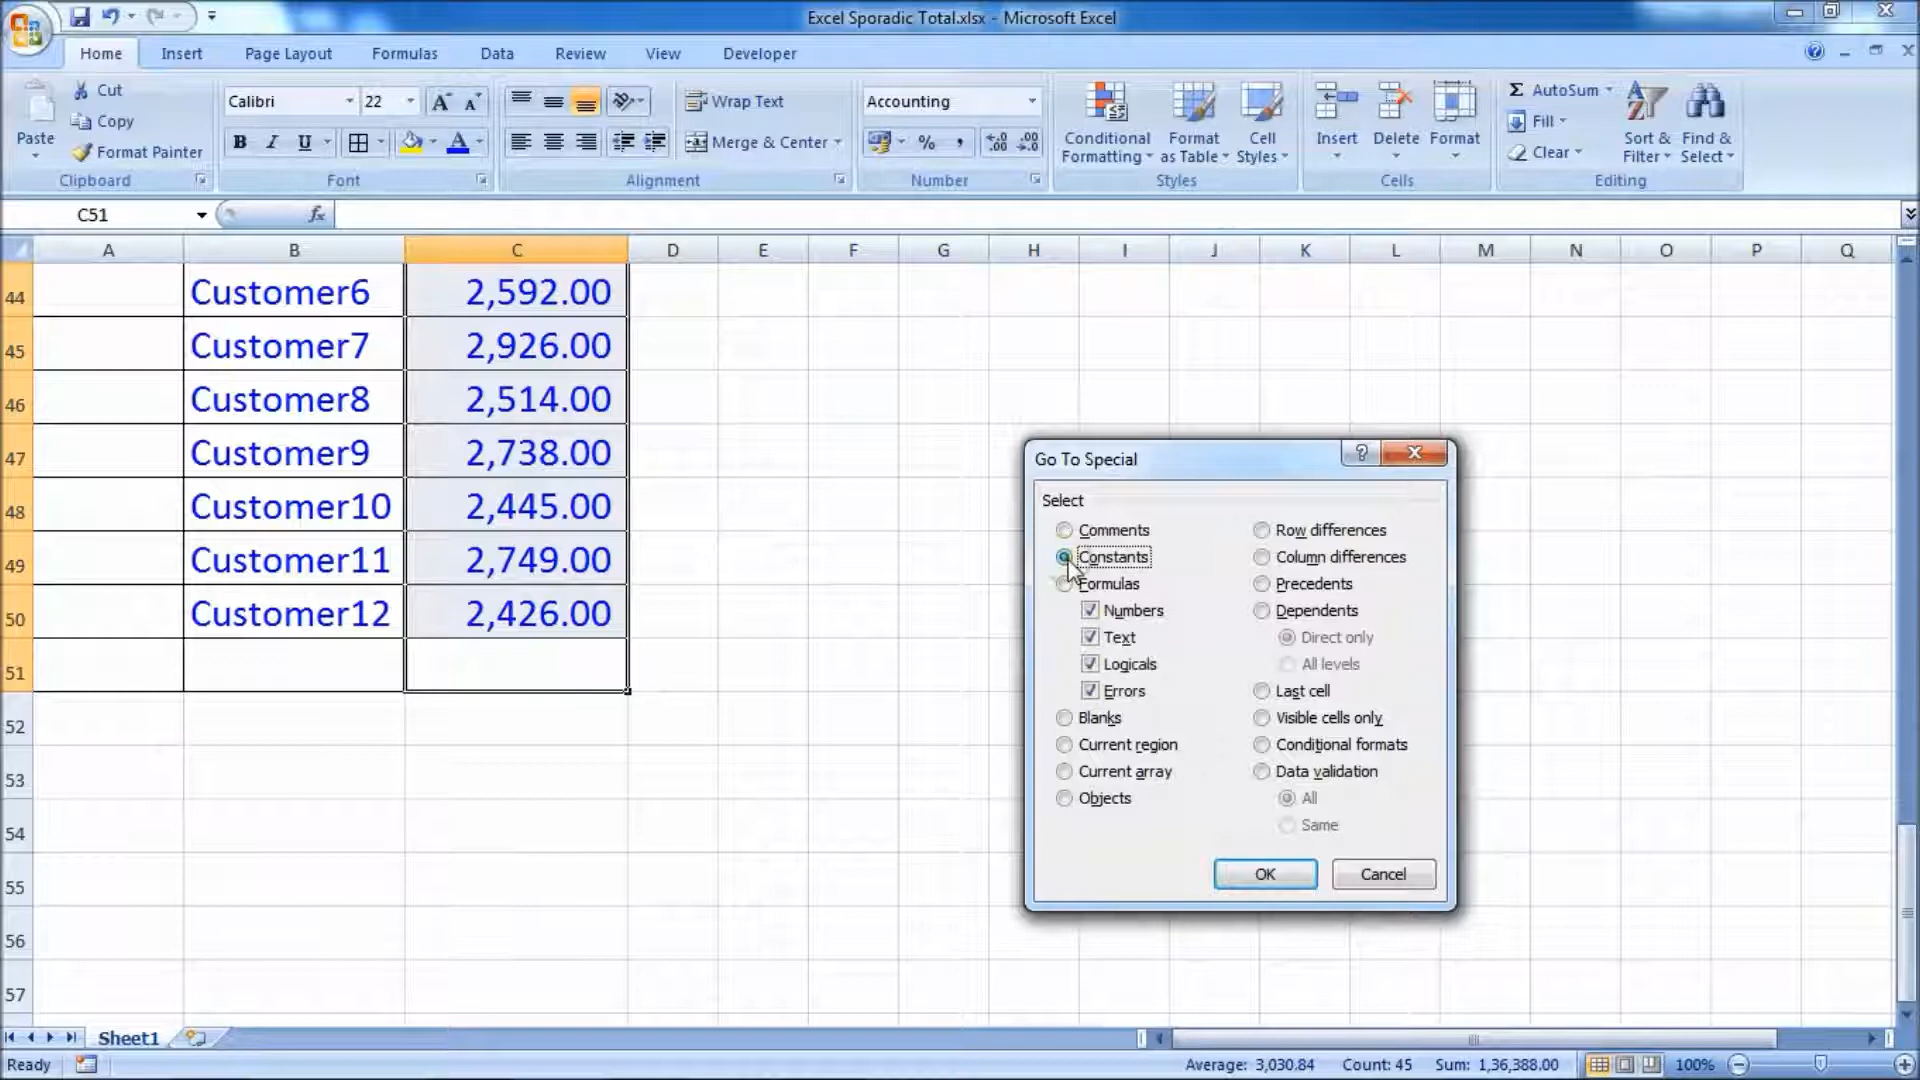 Excel Sporadic Total.xlsx - Microsoft Excel
Home Insert Page Layout Formulas Data Review View Developer
Paste
Cut
Copy
Format Painter
Clipboard
Calibri 22
B I U
Font
Wrap Text
Merge & Center
Alignment
Accounting
%
Number
Conditional Formatting
Format as Table
Cell Styles
Styles
Insert Delete Format
Cells
Σ AutoSum
Fill
Clear
Sort & Filter
Find & Select
Editing
C51 fx
A B C D E F G H I J K L M N O P Q
44 Customer6 2,592.00
45 Customer7 2,926.00
46 Customer8 2,514.00
47 Customer9 2,738.00
48 Customer10 2,445.00
49 Customer11 2,749.00
50 Customer12 2,426.00
51
52
53
54
55
56
57
Go To Special
Select
Comments
Constants
Formulas
Numbers
Text
Logicals
Errors
Blanks
Current region
Current array
Objects
Row differences
Column differences
Precedents
Dependents
Direct only
All levels
Last cell
Visible cells only
Conditional formats
Data validation
All
Same
OK Cancel
Sheet1
Ready Average: 3,030.84 Count: 45 Sum: 1,36,388.00 100%